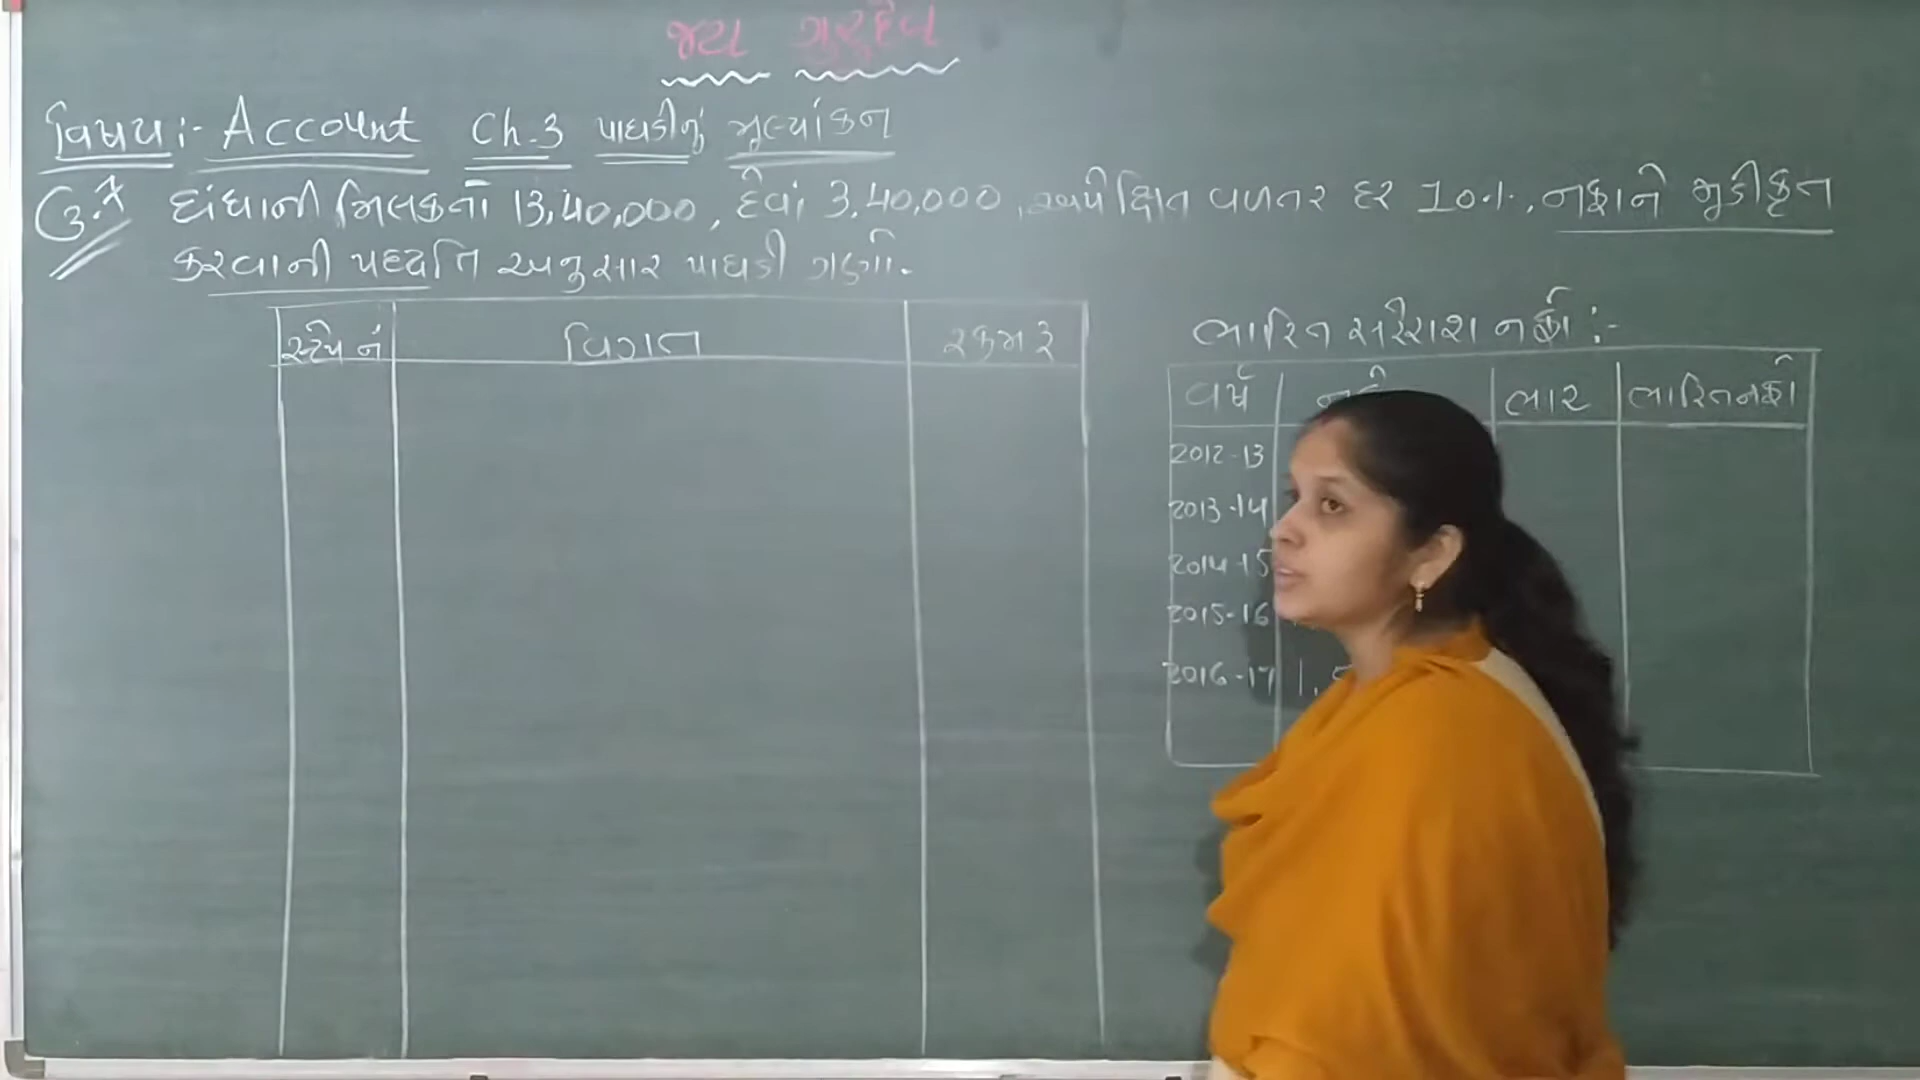 જય ગુરુદેવ
વિષય:- Account Ch.3 પાઘડીનું મૂલ્યાંકન
ઉ.7 ધંધાની મિલકતો 13,40,000, દેવાં 3,40,000, અપેક્ષિત વળતર દર 10%, નફાને મૂડીકૃત
કરવાની પદ્ધતિ અનુસાર પાઘડી ગણો.
સ્ટેપ નં વિગત રકમ રૂ
ભારિત સરેરાશ નફો :-
વર્ષ ભાર ભારિત નફો
2012-13
2013-14
2014-15
2015-16
2016-17